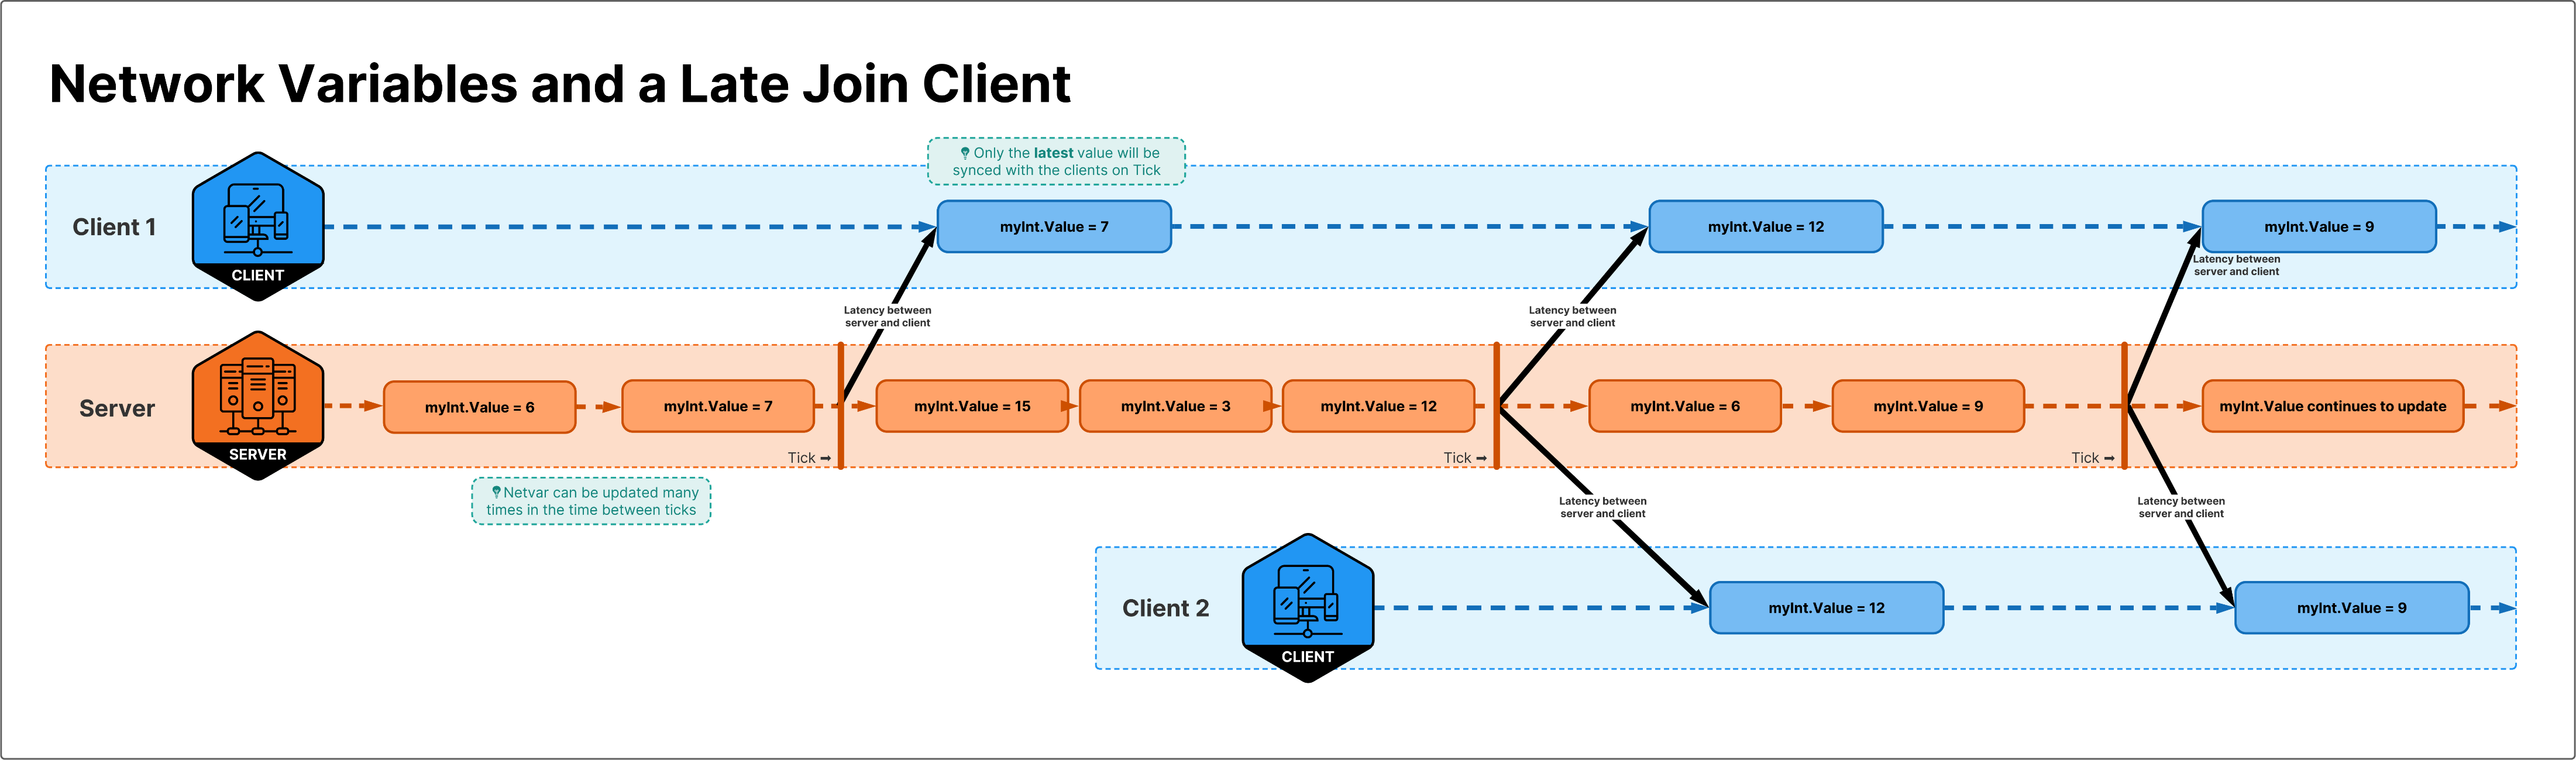 Network Variables and a Late Join Client
Only the latest value will be
synced with the clients on Tick
Client 1
CLIENT
myInt.Value = 7
myInt.Value = 12
myInt.Value = 9
Latency between
server and client
Latency between
server and client
Latency between
server and client
Server
SERVER
myInt.Value = 6
myInt.Value = 7
myInt.Value = 15
myInt.Value = 3
myInt.Value = 12
myInt.Value = 6
myInt.Value = 9
myInt.Value continues to update
Tick ➡
Tick ➡
Tick ➡
Netvar can be updated many
times in the time between ticks
Latency between
server and client
Latency between
server and client
Client 2
CLIENT
myInt.Value = 12
myInt.Value = 9